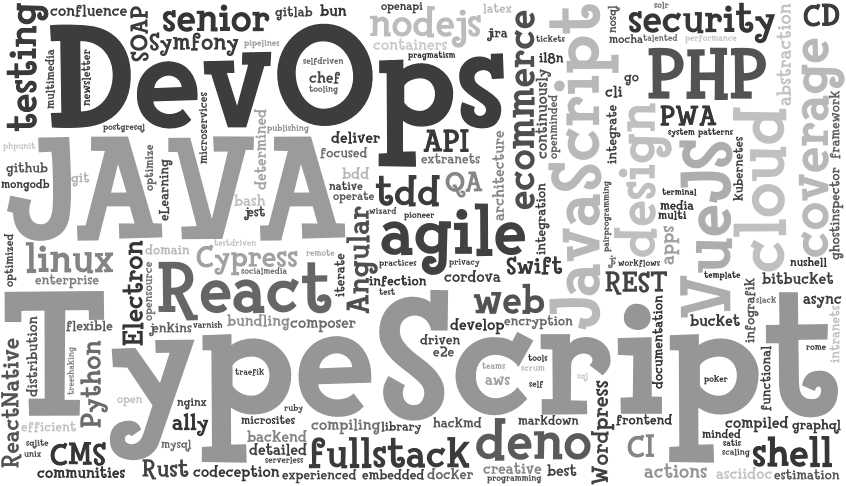 confluence
SOAP
senior
gitlab
bun
openapi
latex
nodejs
jira
nosql
solr
security
CD
testing
multimedia
newsletter
DevOps
Symfony
pipelines
selfdriven
chef
tooling
containers
pragmatism
tickets
il8n
mocha
talented
performance
abstraction
go
PHP
cli
PWA
system patterns
postgresql
microservices
publishing
determined
deliver
focused
API
extranets
ecommerce
continuously
openminded
JavaScript
integrate
design
cloud
coverage
framework
phpunit
github
mongodb
git
JAVA
optimize
eLearning
bash
jest
bdd
native
operate
tdd
QA
architecture
wizard
pioneer
agile
integration
pairprogramming
terminal
media
multi
VueJS
kubernetes
ghostinspector
optimized
linux
enterprise
Electron
opensource
domain
testdriven
Cypress
socialmedia
remote
iterate
Angular
practices
privacy
infection
test
cordova
Swift
workflows
apps
REST
template
nushell
bitbucket
React
web
develop
encryption
documentation
bucket
infografik
slack
async
intranets
TypeScript
distribution
flexible
treeshaking
jenkins
varnish
bundling
composer
driven
e2e
teams
aws
scrum
tools
self
sql
traefik
poker
functional
rome
ReactNative
Python
open
nginx
ally
ruby
microsites
efficient
sqlite
unix
CMS
communities
mysql
Rust
codeception
backend
detailed
serverless
experienced
compiling
library
fullstack
embedded
docker
hackmd
deno
creative
programming
best
markdown
Wordpress
frontend
CI
actions
minded
satis
scaling
asciidoc
compiled
graphql
shell
estimation